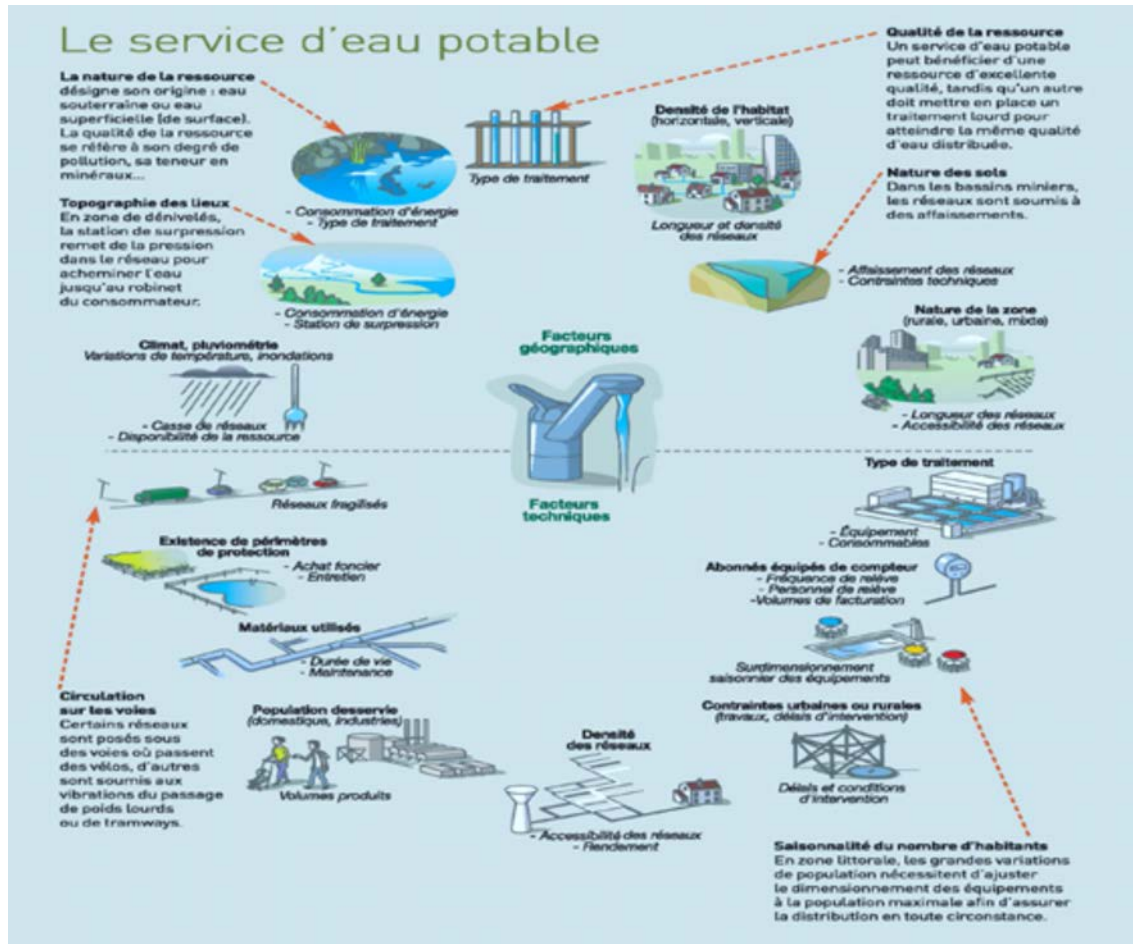 Le service d'eau potable
La nature de la ressource
désigne son origine : eau
souterraine ou eau
superficielle (de surface).
La qualité de la ressource
se réfère à son degré de
pollution, sa teneur en
minéraux...
- Consommation d'énergie
- Type de traitement
Type de traitement
Qualité de la ressource
Un service d'eau potable
peut bénéficier d'une
ressource d'excellente
qualité, tandis qu'un autre
doit mettre en place un
traitement lourd pour
atteindre la même qualité
d'eau distribuée.
Densité de l'habitat
(horizontale, verticale)
Longueur et densité
des réseaux
Topographie des lieux
En zone de dénivelés,
la station de surpression
remet de la pression
dans le réseau pour
acheminer l'eau
jusqu'au robinet
du consommateur.
- Consommation d'énergie
- Station de surpression
Nature des sols
Dans les bassins miniers,
les réseaux sont soumis à
des affaissements.
- Affaissement des réseaux
- Contraintes techniques
Climat, pluviométrie
Variations de température, inondations
- Casse de réseaux
- Disponibilité de la ressource
Facteurs
géographiques
Nature de la zone
(rurale, urbaine, mixte)
- Longueur des réseaux
- Accessibilité des réseaux
Facteurs
techniques
Réseaux fragilisés
Type de traitement
- Équipement
- Consommables
Existence de périmètres
de protection
- Achat foncier
- Entretien
Abonnés équipés de compteur
- Fréquence de relève
- Personnel de relève
-Volumes de facturation
Matériaux utilisés
- Durée de vie
- Maintenance
Surdimensionnement
saisonnier des équipements
Circulation
sur les voies
Certains réseaux
sont posés sous
des voies où passent
des vélos, d'autres
sont soumis aux
vibrations du passage
de poids lourds
ou de tramways.
Population desservie
(domestique, industries)
Volumes produits
Densité
des réseaux
- Accessibilité des réseaux
- Rendement
Contraintes urbaines ou rurales
(travaux, délais d'intervention)
Délais et conditions
d'intervention
Saisonnalité du nombre d'habitants
En zone littorale, les grandes variations
de population nécessitent d'ajuster
le dimensionnement des équipements
à la population maximale afin d'assurer
la distribution en toute circonstance.